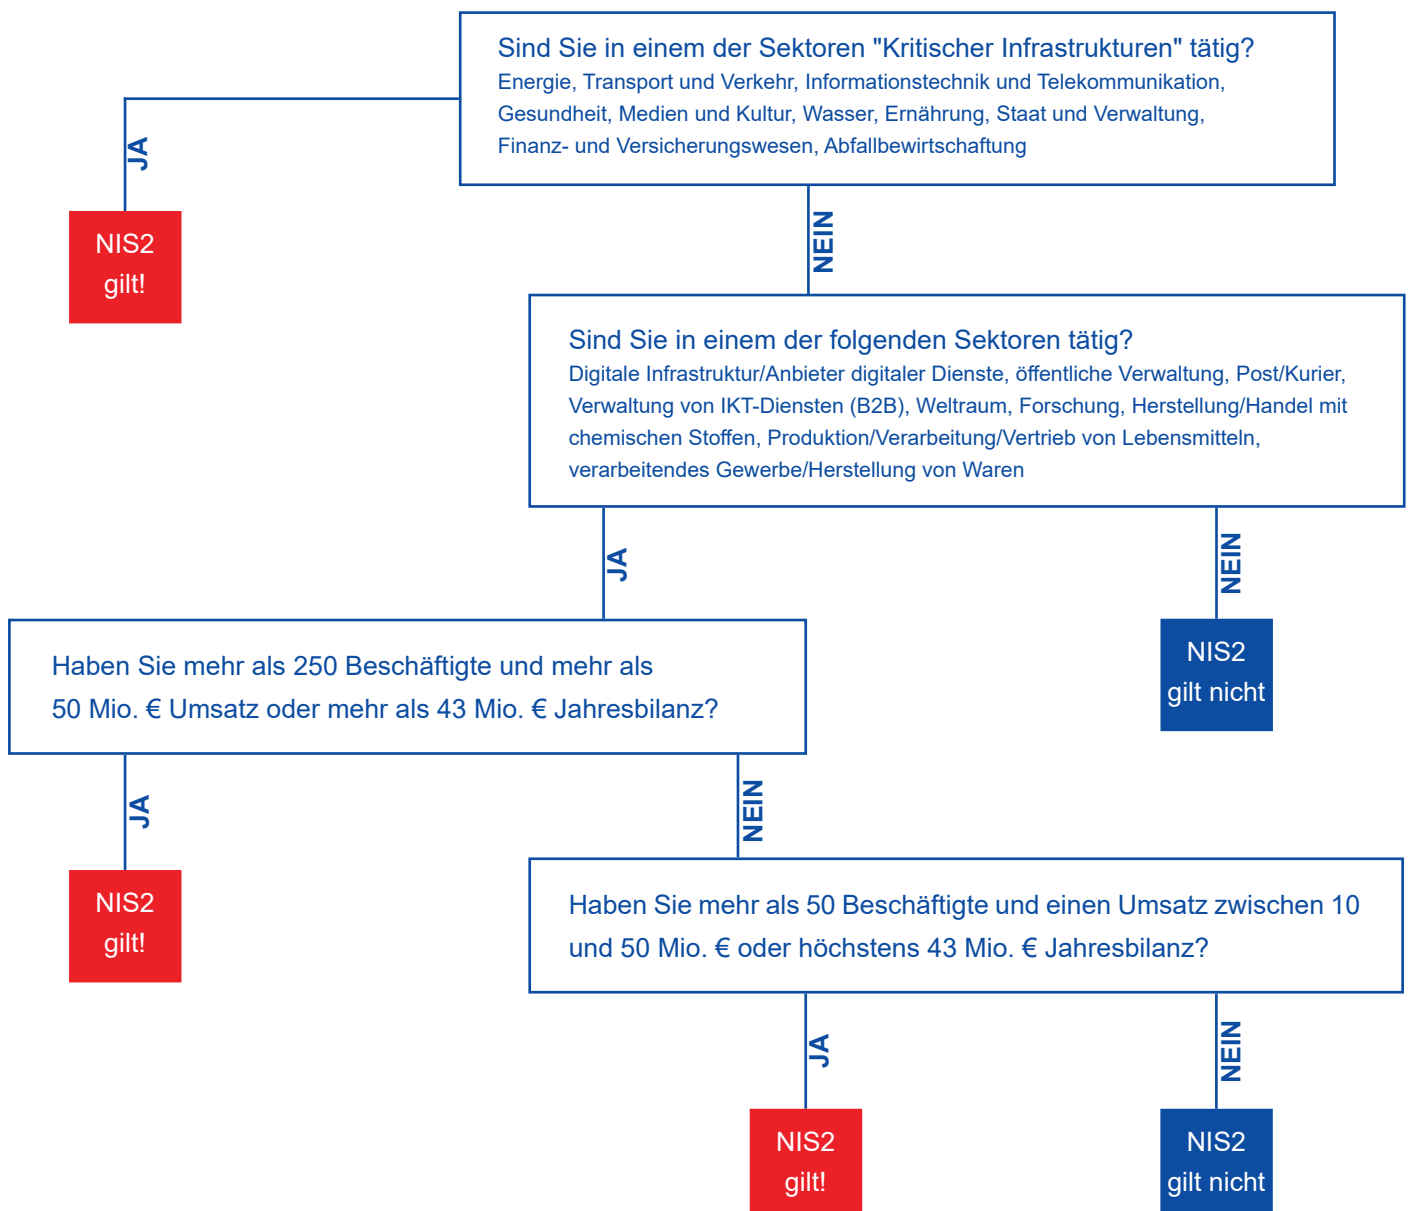 Sind Sie in einem der Sektoren "Kritischer Infrastrukturen" tätig?
Energie, Transport und Verkehr, Informationstechnik und Telekommunikation,
Gesundheit, Medien und Kultur, Wasser, Ernährung, Staat und Verwaltung,
Finanz- und Versicherungswesen, Abfallbewirtschaftung
JA
NIS2
gilt!
NEIN
Sind Sie in einem der folgenden Sektoren tätig?
Digitale Infrastruktur/Anbieter digitaler Dienste, öffentliche Verwaltung, Post/Kurier,
Verwaltung von IKT-Diensten (B2B), Weltraum, Forschung, Herstellung/Handel mit
chemischen Stoffen, Produktion/Verarbeitung/Vertrieb von Lebensmitteln,
verarbeitendes Gewerbe/Herstellung von Waren
JA
NEIN
NIS2
gilt nicht
Haben Sie mehr als 250 Beschäftigte und mehr als
50 Mio. € Umsatz oder mehr als 43 Mio. € Jahresbilanz?
JA
NIS2
gilt!
NEIN
Haben Sie mehr als 50 Beschäftigte und einen Umsatz zwischen 10
und 50 Mio. € oder höchstens 43 Mio. € Jahresbilanz?
JA
NIS2
gilt!
NEIN
NIS2
gilt nicht